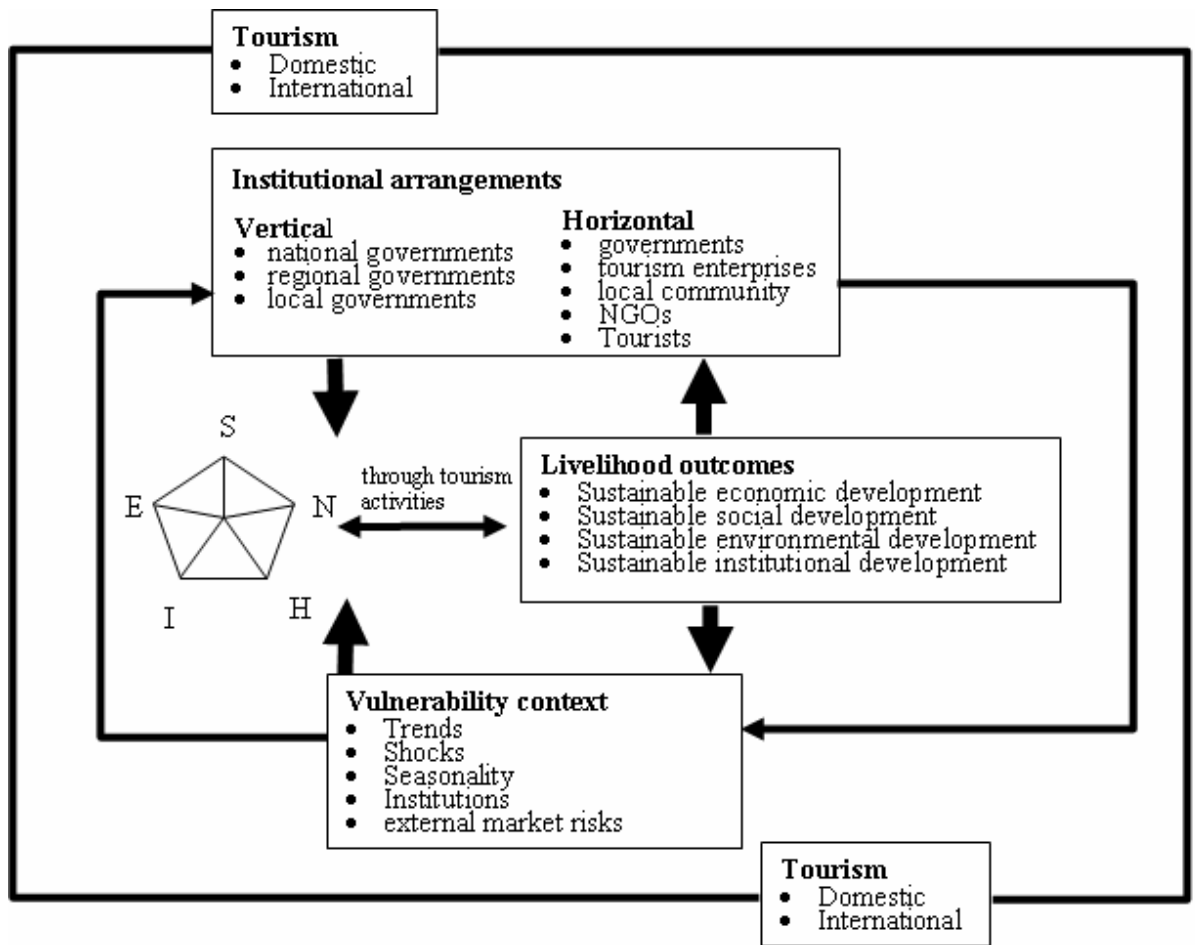 Tourism
• Domestic
• International
Institutional arrangements
Vertical
• national governments
• regional governments
• local governments
Horizontal
• governments
• tourism enterprises
• local community
• NGOs
• Tourists
S
E
N
I
H
through tourism
activities
Livelihood outcomes
• Sustainable economic development
• Sustainable social development
• Sustainable environmental development
• Sustainable institutional development
Vulnerability context
• Trends
• Shocks
• Seasonality
• Institutions
• external market risks
Tourism
• Domestic
• International